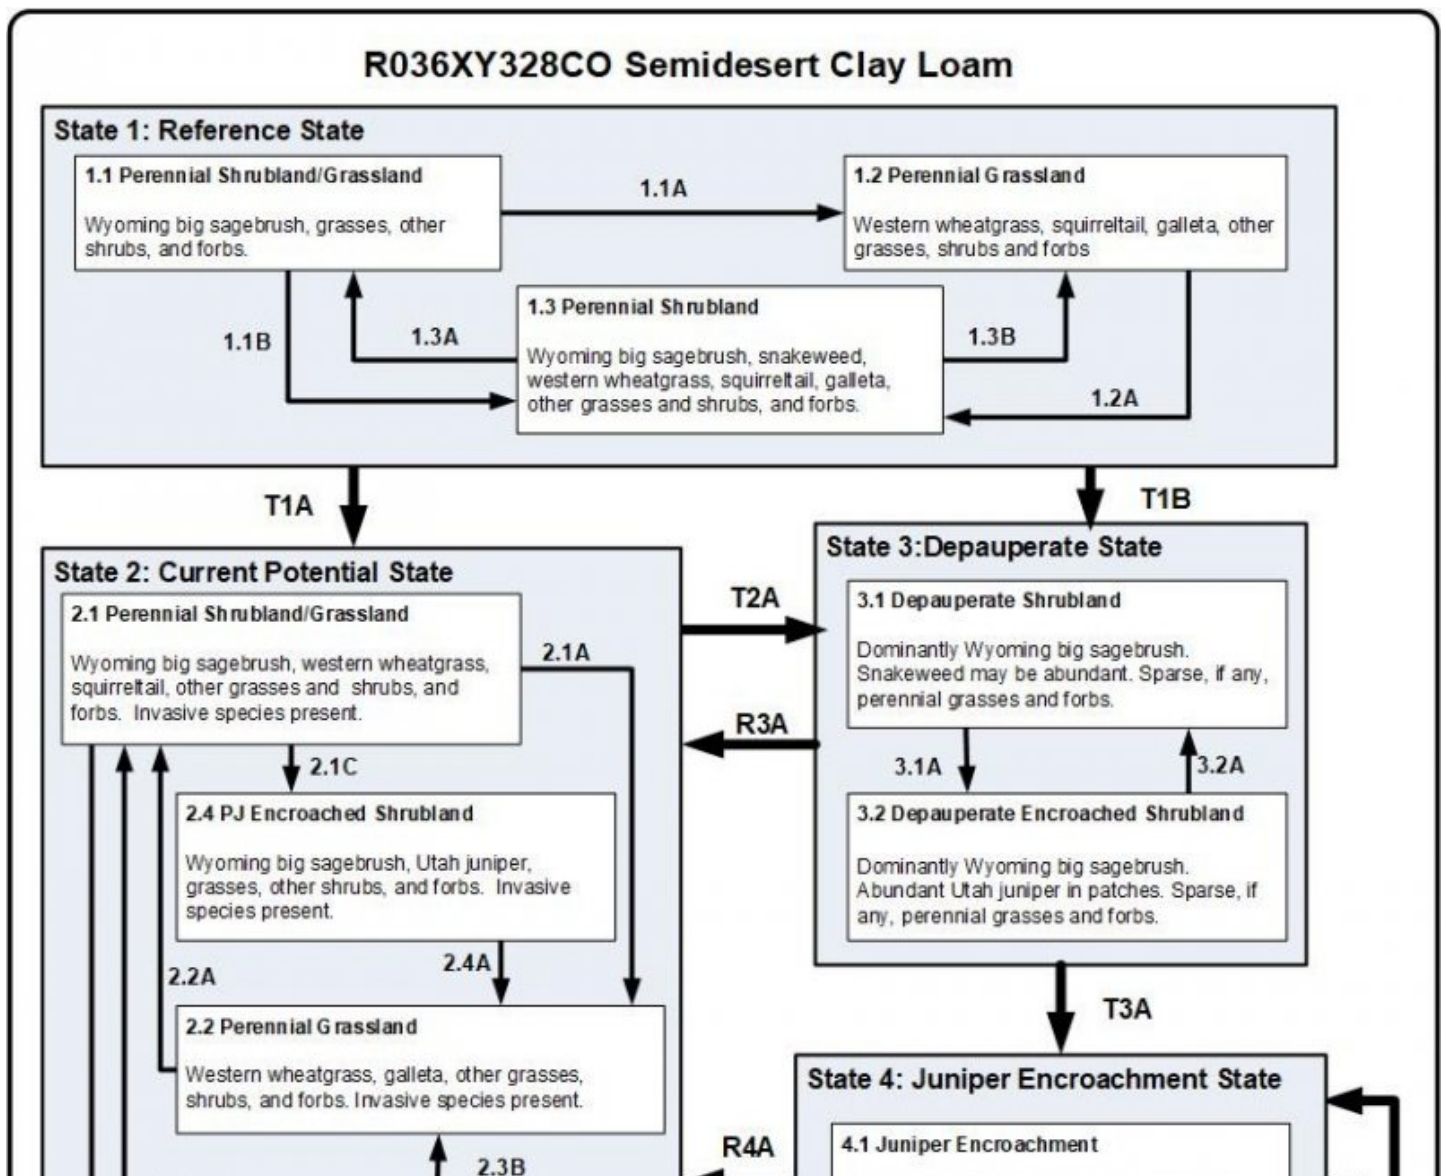 R036XY328CO Semidesert Clay Loam
State 1: Reference State
1.1 Perennial Shrubland/Grassland
Wyoming big sagebrush, grasses, other
shrubs, and forbs.
1.1A
1.2 Perennial Grassland
Western wheatgrass, squirreltail, galleta, other
grasses, shrubs and forbs
1.3 Perennial Shrubland
Wyoming big sagebrush, snakeweed,
western wheatgrass, squirreltail, galleta,
other grasses and shrubs, and forbs.
1.1B
1.3A
1.3B
1.2A
T1A
T1B
State 2: Current Potential State
2.1 Perennial Shrubland/Grassland
Wyoming big sagebrush, western wheatgrass,
squirreltail, other grasses and shrubs, and
forbs. Invasive species present.
2.1A
2.1C
2.4 PJ Encroached Shrubland
Wyoming big sagebrush, Utah juniper,
grasses, other shrubs, and forbs. Invasive
species present.
2.4A
2.2A
2.2 Perennial Grassland
Western wheatgrass, galleta, other grasses,
shrubs, and forbs. Invasive species present.
2.3B
T2A
R3A
State 3:Depauperate State
3.1 Depauperate Shrubland
Dominantly Wyoming big sagebrush.
Snakeweed may be abundant. Sparse, if any,
perennial grasses and forbs.
3.1A
3.2A
3.2 Depauperate Encroached Shrubland
Dominantly Wyoming big sagebrush.
Abundant Utah juniper in patches. Sparse, if
any, perennial grasses and forbs.
T3A
State 4: Juniper Encroachment State
4.1 Juniper Encroachment
R4A